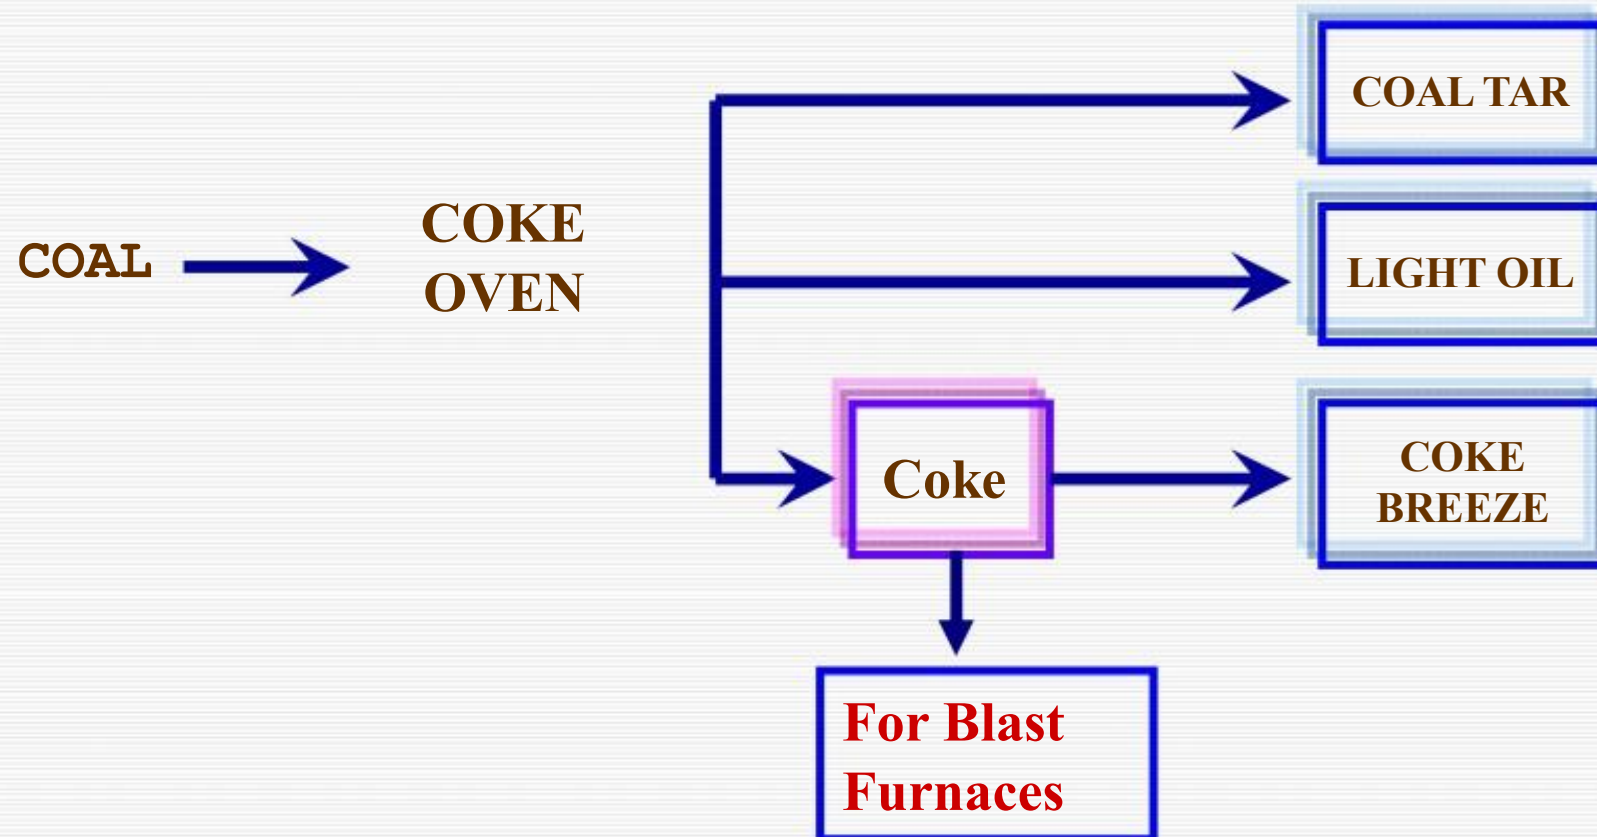 COAL
COKE
OVEN
COAL TAR
LIGHT OIL
Coke
COKE
BREEZE
For Blast
Furnaces